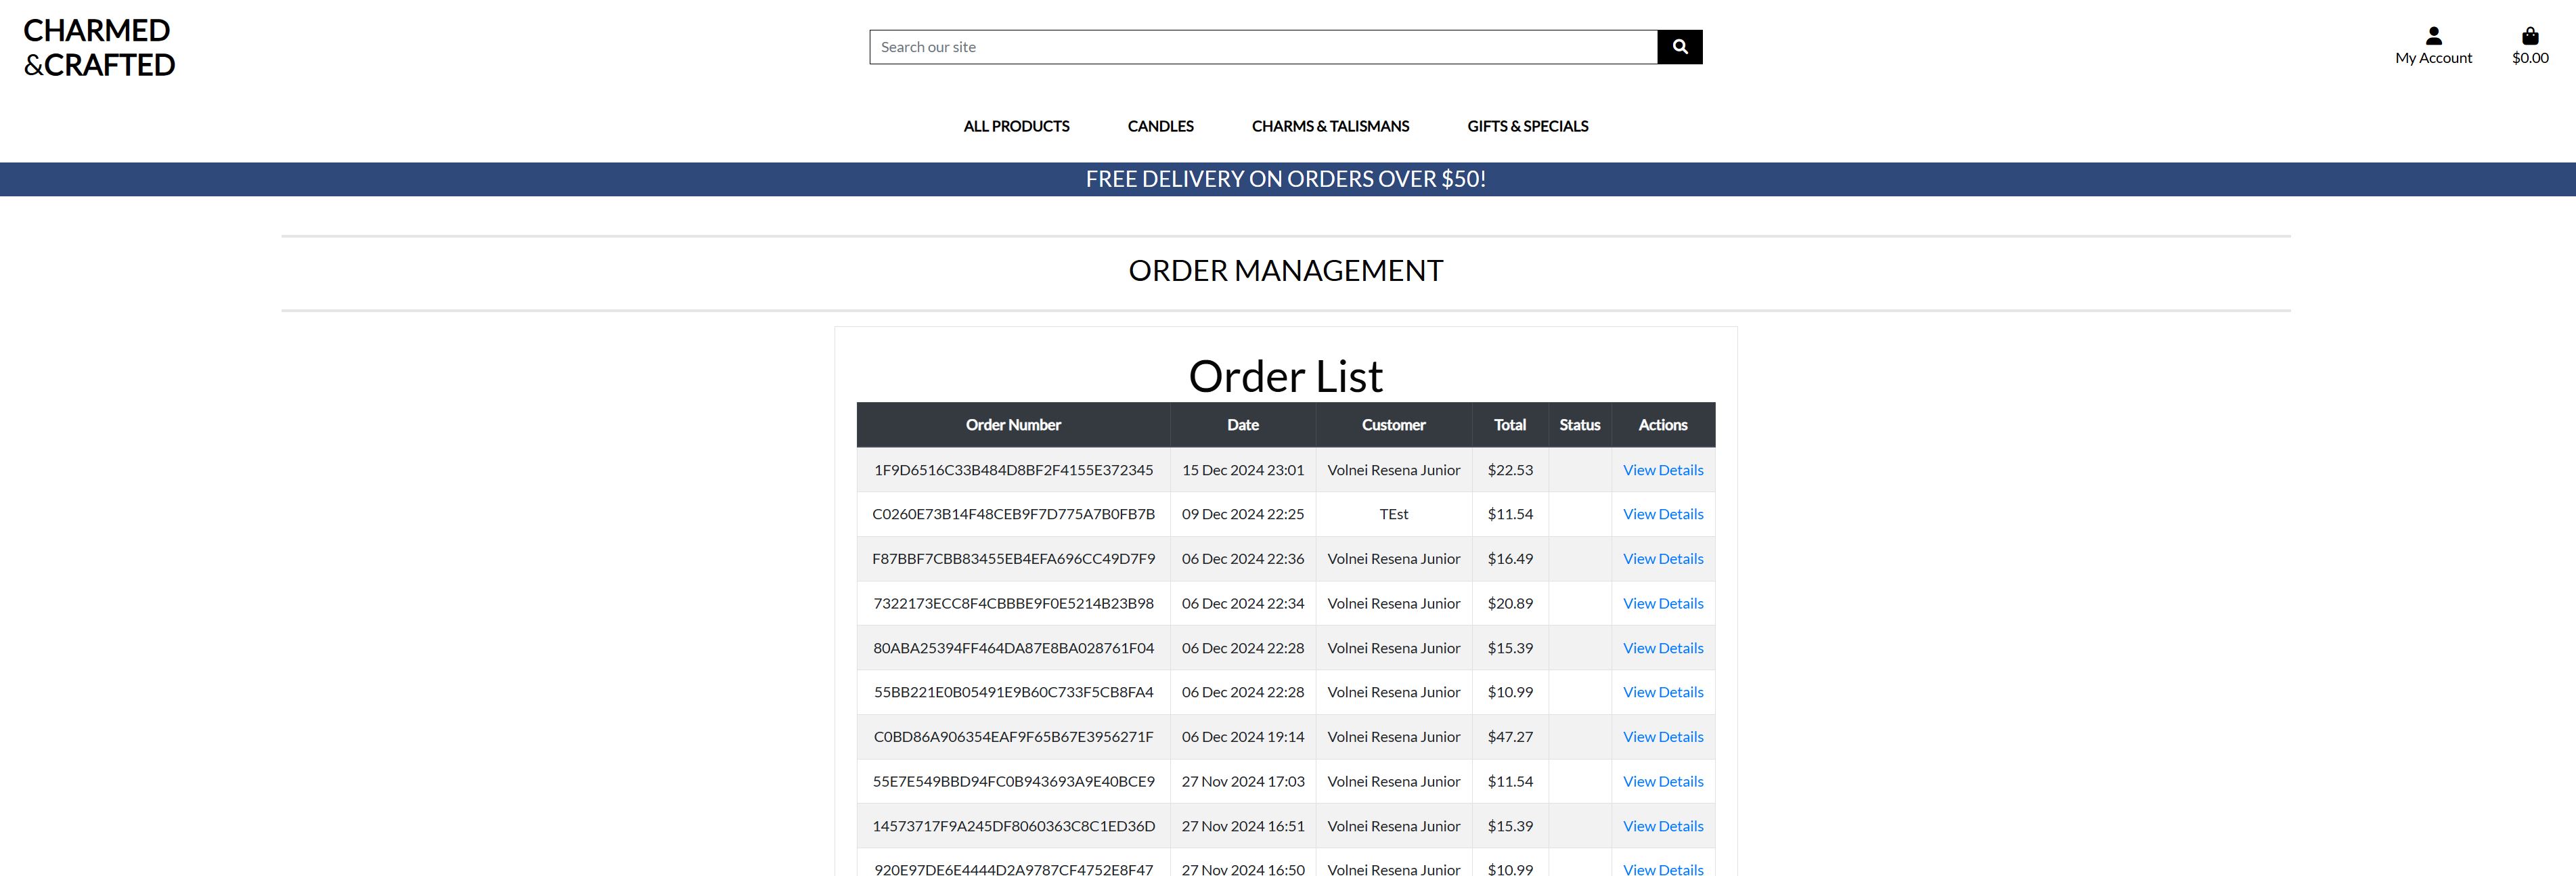 CHARMED
&CRAFTED
Search our site
My Account
$0.00
ALL PRODUCTS CANDLES CHARMS & TALISMANS GIFTS & SPECIALS
FREE DELIVERY ON ORDERS OVER $50!
ORDER MANAGEMENT
Order List
Order Number Date Customer Total Status Actions
1F9D6516C33B484D8BF2F4155E372345 15 Dec 2024 23:01 Volnei Resena Junior $22.53 View Details
C0260E73B14F48CEB9F7D775A7B0FB7B 09 Dec 2024 22:25 TEst $11.54 View Details
F87BBF7CBB83455EB4EFA696CC49D7F9 06 Dec 2024 22:36 Volnei Resena Junior $16.49 View Details
7322173ECC8F4CBBBE9F0E5214B23B98 06 Dec 2024 22:34 Volnei Resena Junior $20.89 View Details
80ABA25394FF464DA87E8BA028761F04 06 Dec 2024 22:28 Volnei Resena Junior $15.39 View Details
55BB221E0B05491E9B60C733F5CB8FA4 06 Dec 2024 22:28 Volnei Resena Junior $10.99 View Details
C0BD86A906354EAF9F65B67E3956271F 06 Dec 2024 19:14 Volnei Resena Junior $47.27 View Details
55E7E549BBD94FC0B943693A9E40BCE9 27 Nov 2024 17:03 Volnei Resena Junior $11.54 View Details
14573717F9A245DF8060363C8C1ED36D 27 Nov 2024 16:51 Volnei Resena Junior $15.39 View Details
920E97DE6E4444D2A9787CF4752E8F47 27 Nov 2024 16:50 Volnei Resena Junior $10.99 View Details